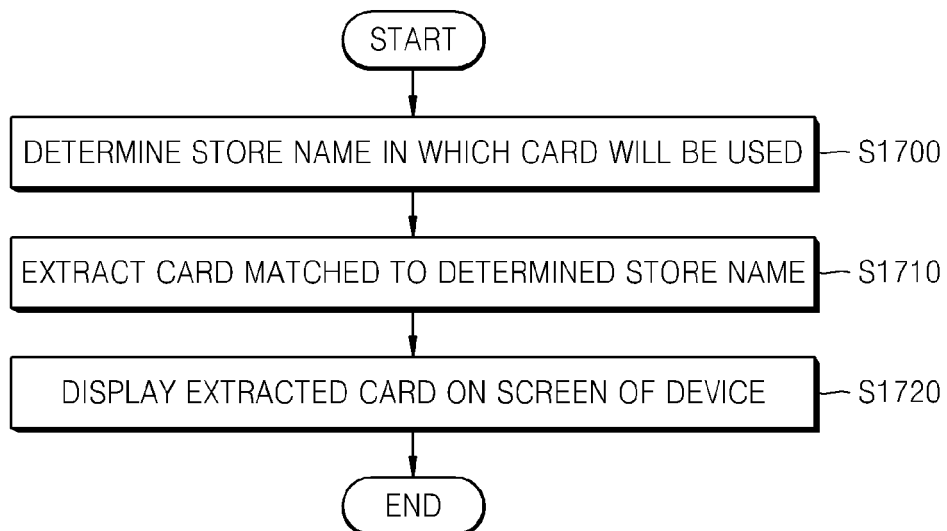 START
DETERMINE STORE NAME IN WHICH CARD WILL BE USED
S1700
EXTRACT CARD MATCHED TO DETERMINED STORE NAME
S1710
DISPLAY EXTRACTED CARD ON SCREEN OF DEVICE
S1720
END